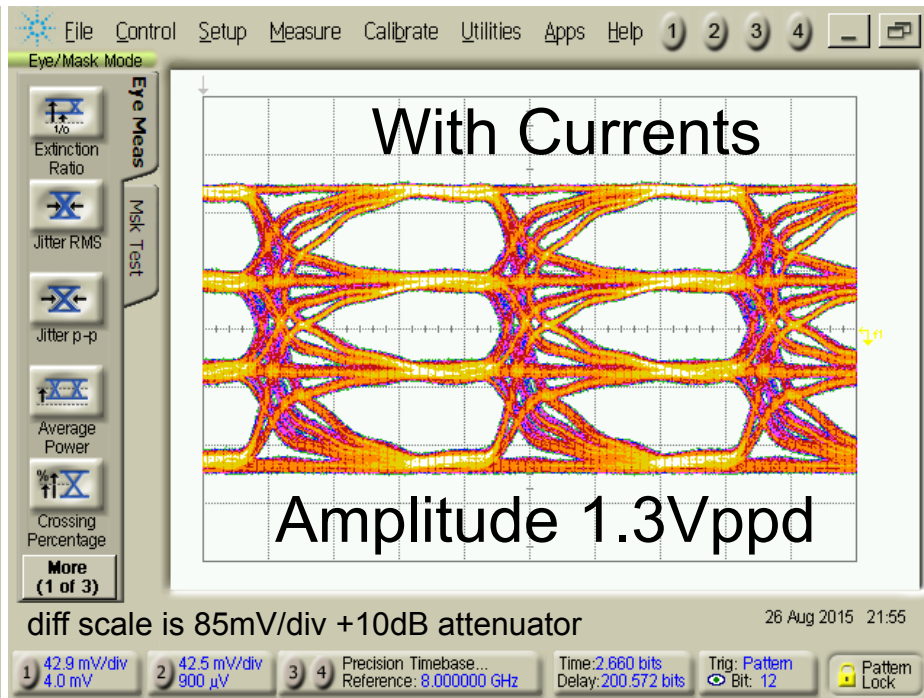 File Control Setup Measure Calibrate Utilities Apps Help 1 2 3 4
Eye/Mask Mode
Eye Meas
Msk Test
1/0
Extinction
Ratio
Jitter RMS
Jitter p-p
Average
Power
%
Crossing
Percentage
More
(1 of 3)
With Currents
f1
Amplitude 1.3Vppd
diff scale is 85mV/div +10dB attenuator
26 Aug 2015 21:55
1 42.9 mV/div
4.0 mV
2 42.5 mV/div
900 µV
3 4 Precision Timebase...
Reference: 8.000000 GHz
Time:2.660 bits
Delay:200.572 bits
Trig: Pattern
Bit: 12
Pattern
Lock